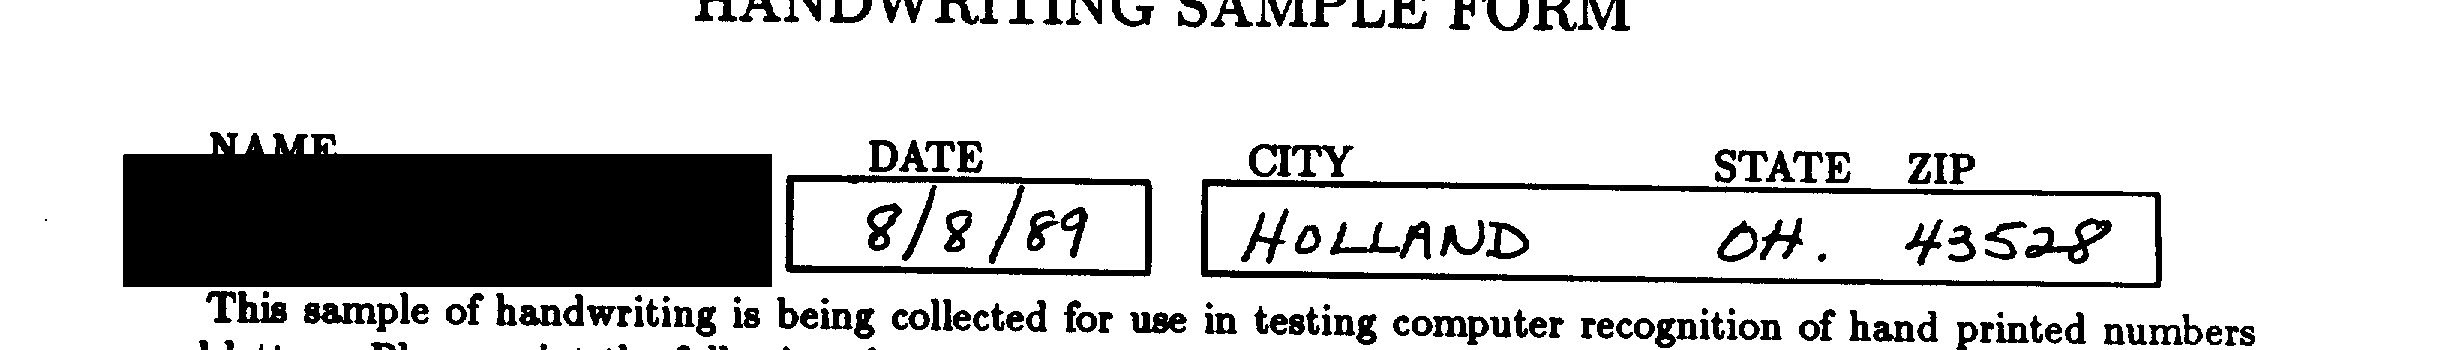 HANDWRITING SAMPLE FORM
NAME DATE CITY STATE ZIP
8/8/89 HOLLAND OH. 43528
This sample of handwriting is being collected for use in testing computer recognition of hand printed numbers